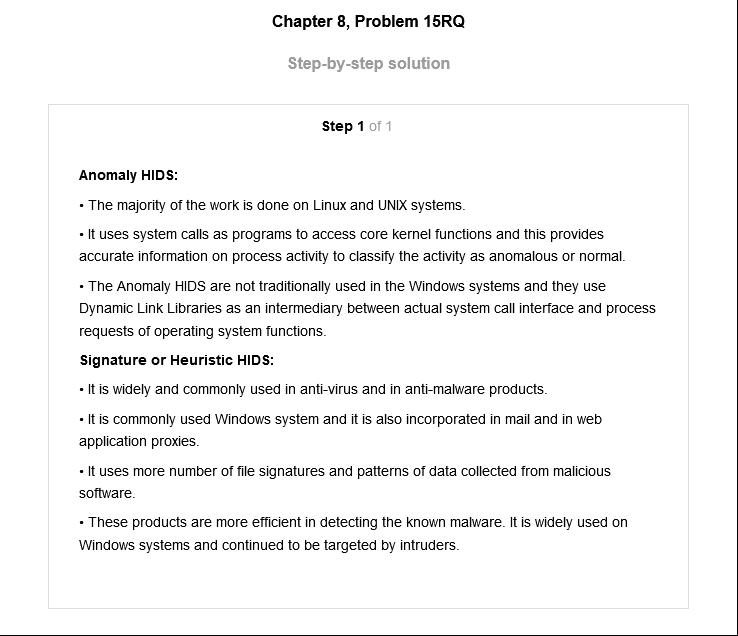 Chapter 8, Problem 15RQ
Step-by-step solution
Step 1 of 1
Anomaly HIDS:
• The majority of the work is done on Linux and UNIX systems.
• It uses system calls as programs to access core kernel functions and this provides
accurate information on process activity to classify the activity as anomalous or normal.
• The Anomaly HIDS are not traditionally used in the Windows systems and they use
Dynamic Link Libraries as an intermediary between actual system call interface and process
requests of operating system functions.
Signature or Heuristic HIDS:
• It is widely and commonly used in anti-virus and in anti-malware products.
• It is commonly used Windows system and it is also incorporated in mail and in web
application proxies.
• It uses more number of file signatures and patterns of data collected from malicious
software.
• These products are more efficient in detecting the known malware. It is widely used on
Windows systems and continued to be targeted by intruders.